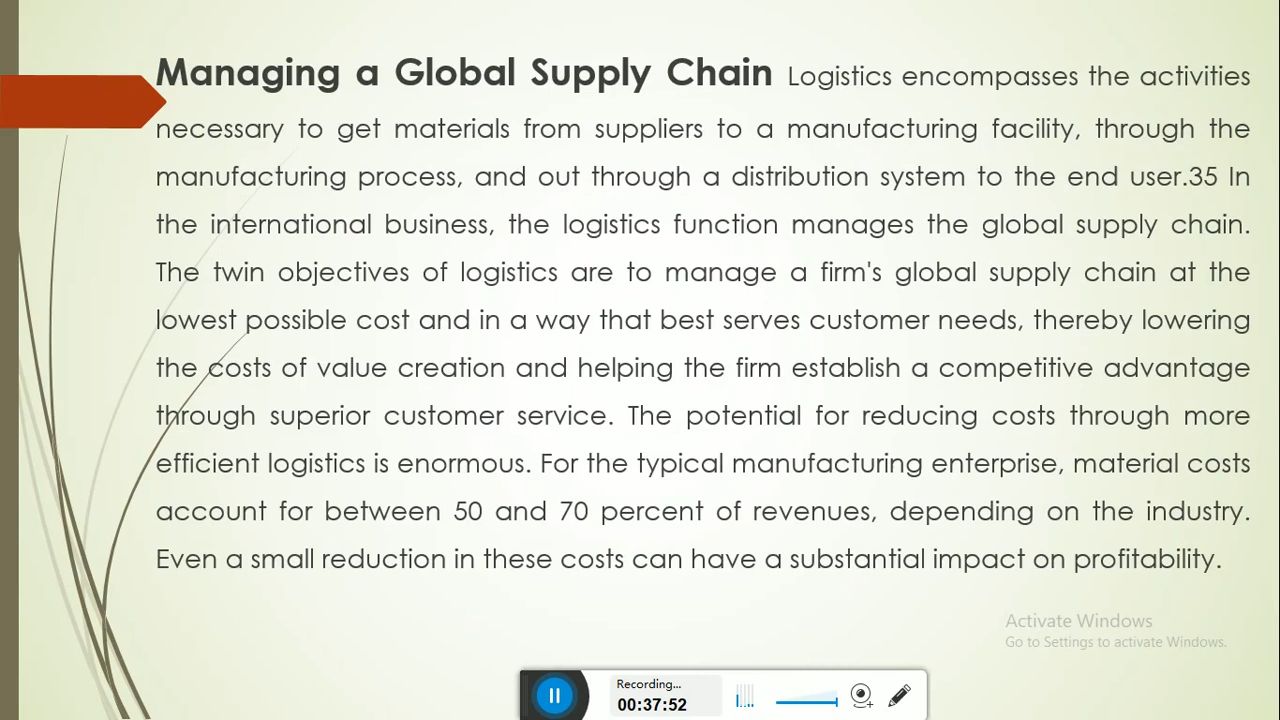 Managing a Global Supply Chain Logistics encompasses the activities
necessary to get materials from suppliers to a manufacturing facility, through the
manufacturing process, and out through a distribution system to the end user.35 In
the international business, the logistics function manages the global supply chain.
The twin objectives of logistics are to manage a firm's global supply chain at the
lowest possible cost and in a way that best serves customer needs, thereby lowering
the costs of value creation and helping the firm establish a competitive advantage
through superior customer service. The potential for reducing costs through more
efficient logistics is enormous. For the typical manufacturing enterprise, material costs
account for between 50 and 70 percent of revenues, depending on the industry.
Even a small reduction in these costs can have a substantial impact on profitability.
Activate Windows
Go to Settings to activate Windows.
Recording...
00:37:52